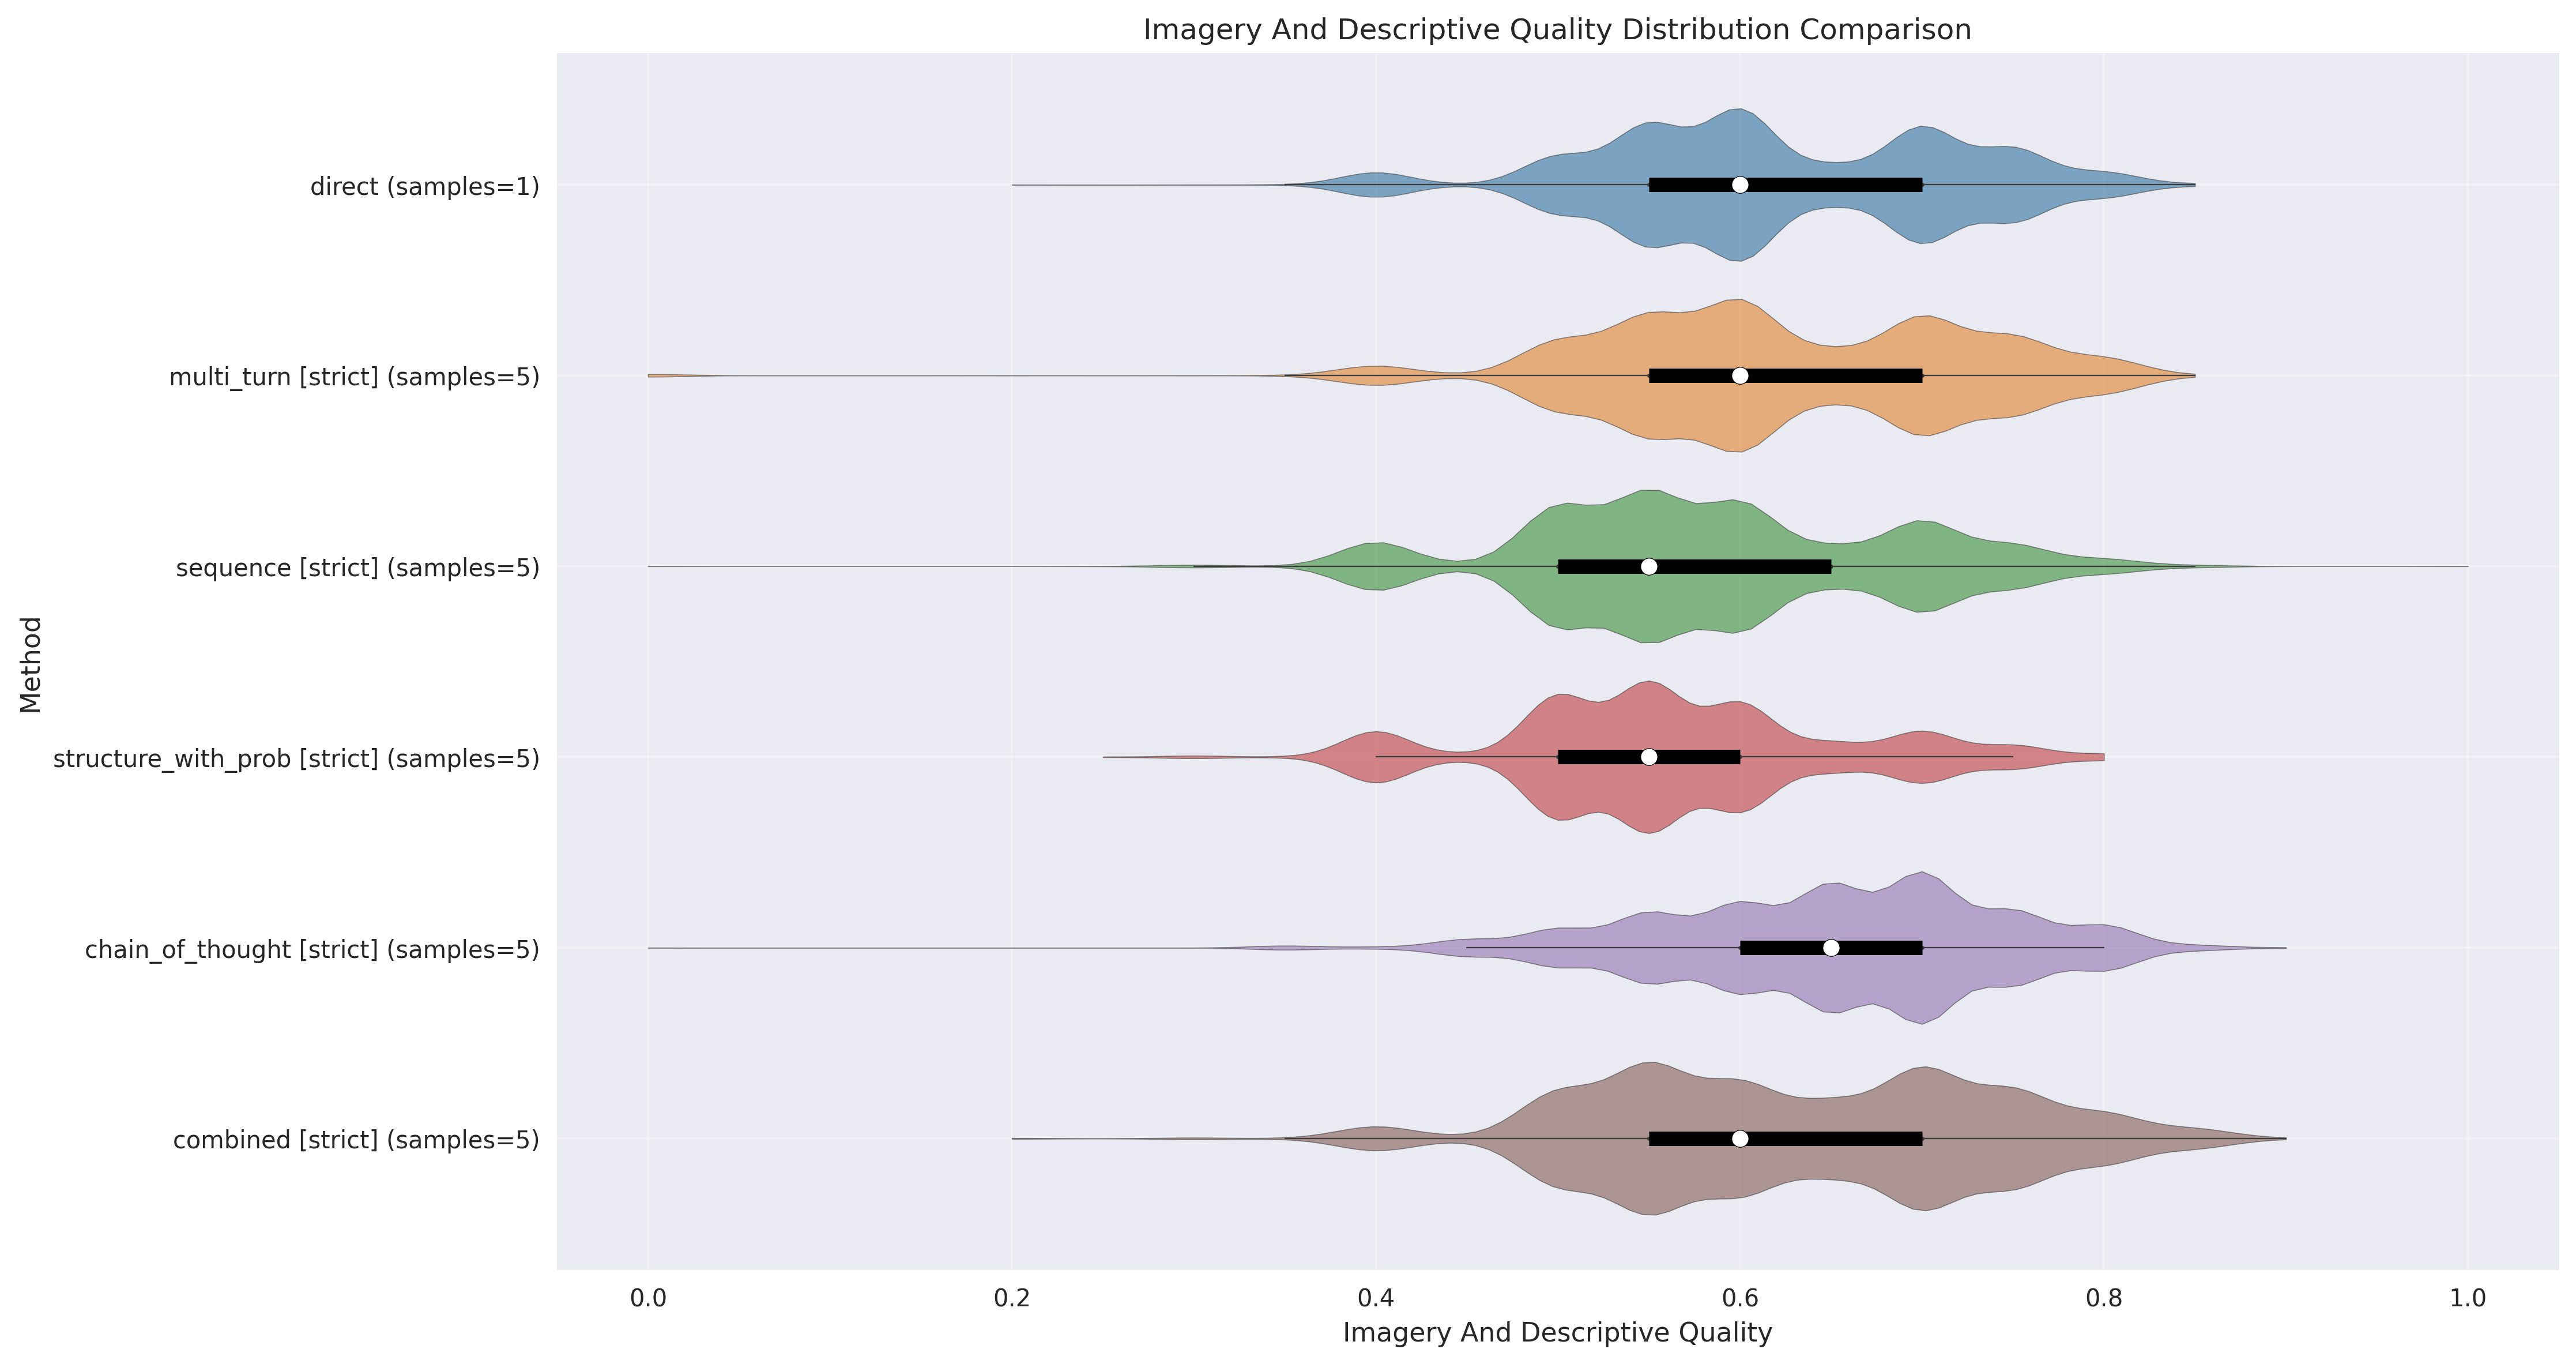 Imagery And Descriptive Quality Distribution Comparison
Method
direct (samples=1)
multi_turn [strict] (samples=5)
sequence [strict] (samples=5)
structure_with_prob [strict] (samples=5)
chain_of_thought [strict] (samples=5)
combined [strict] (samples=5)
0.0 0.2 0.4 0.6 0.8 1.0
Imagery And Descriptive Quality